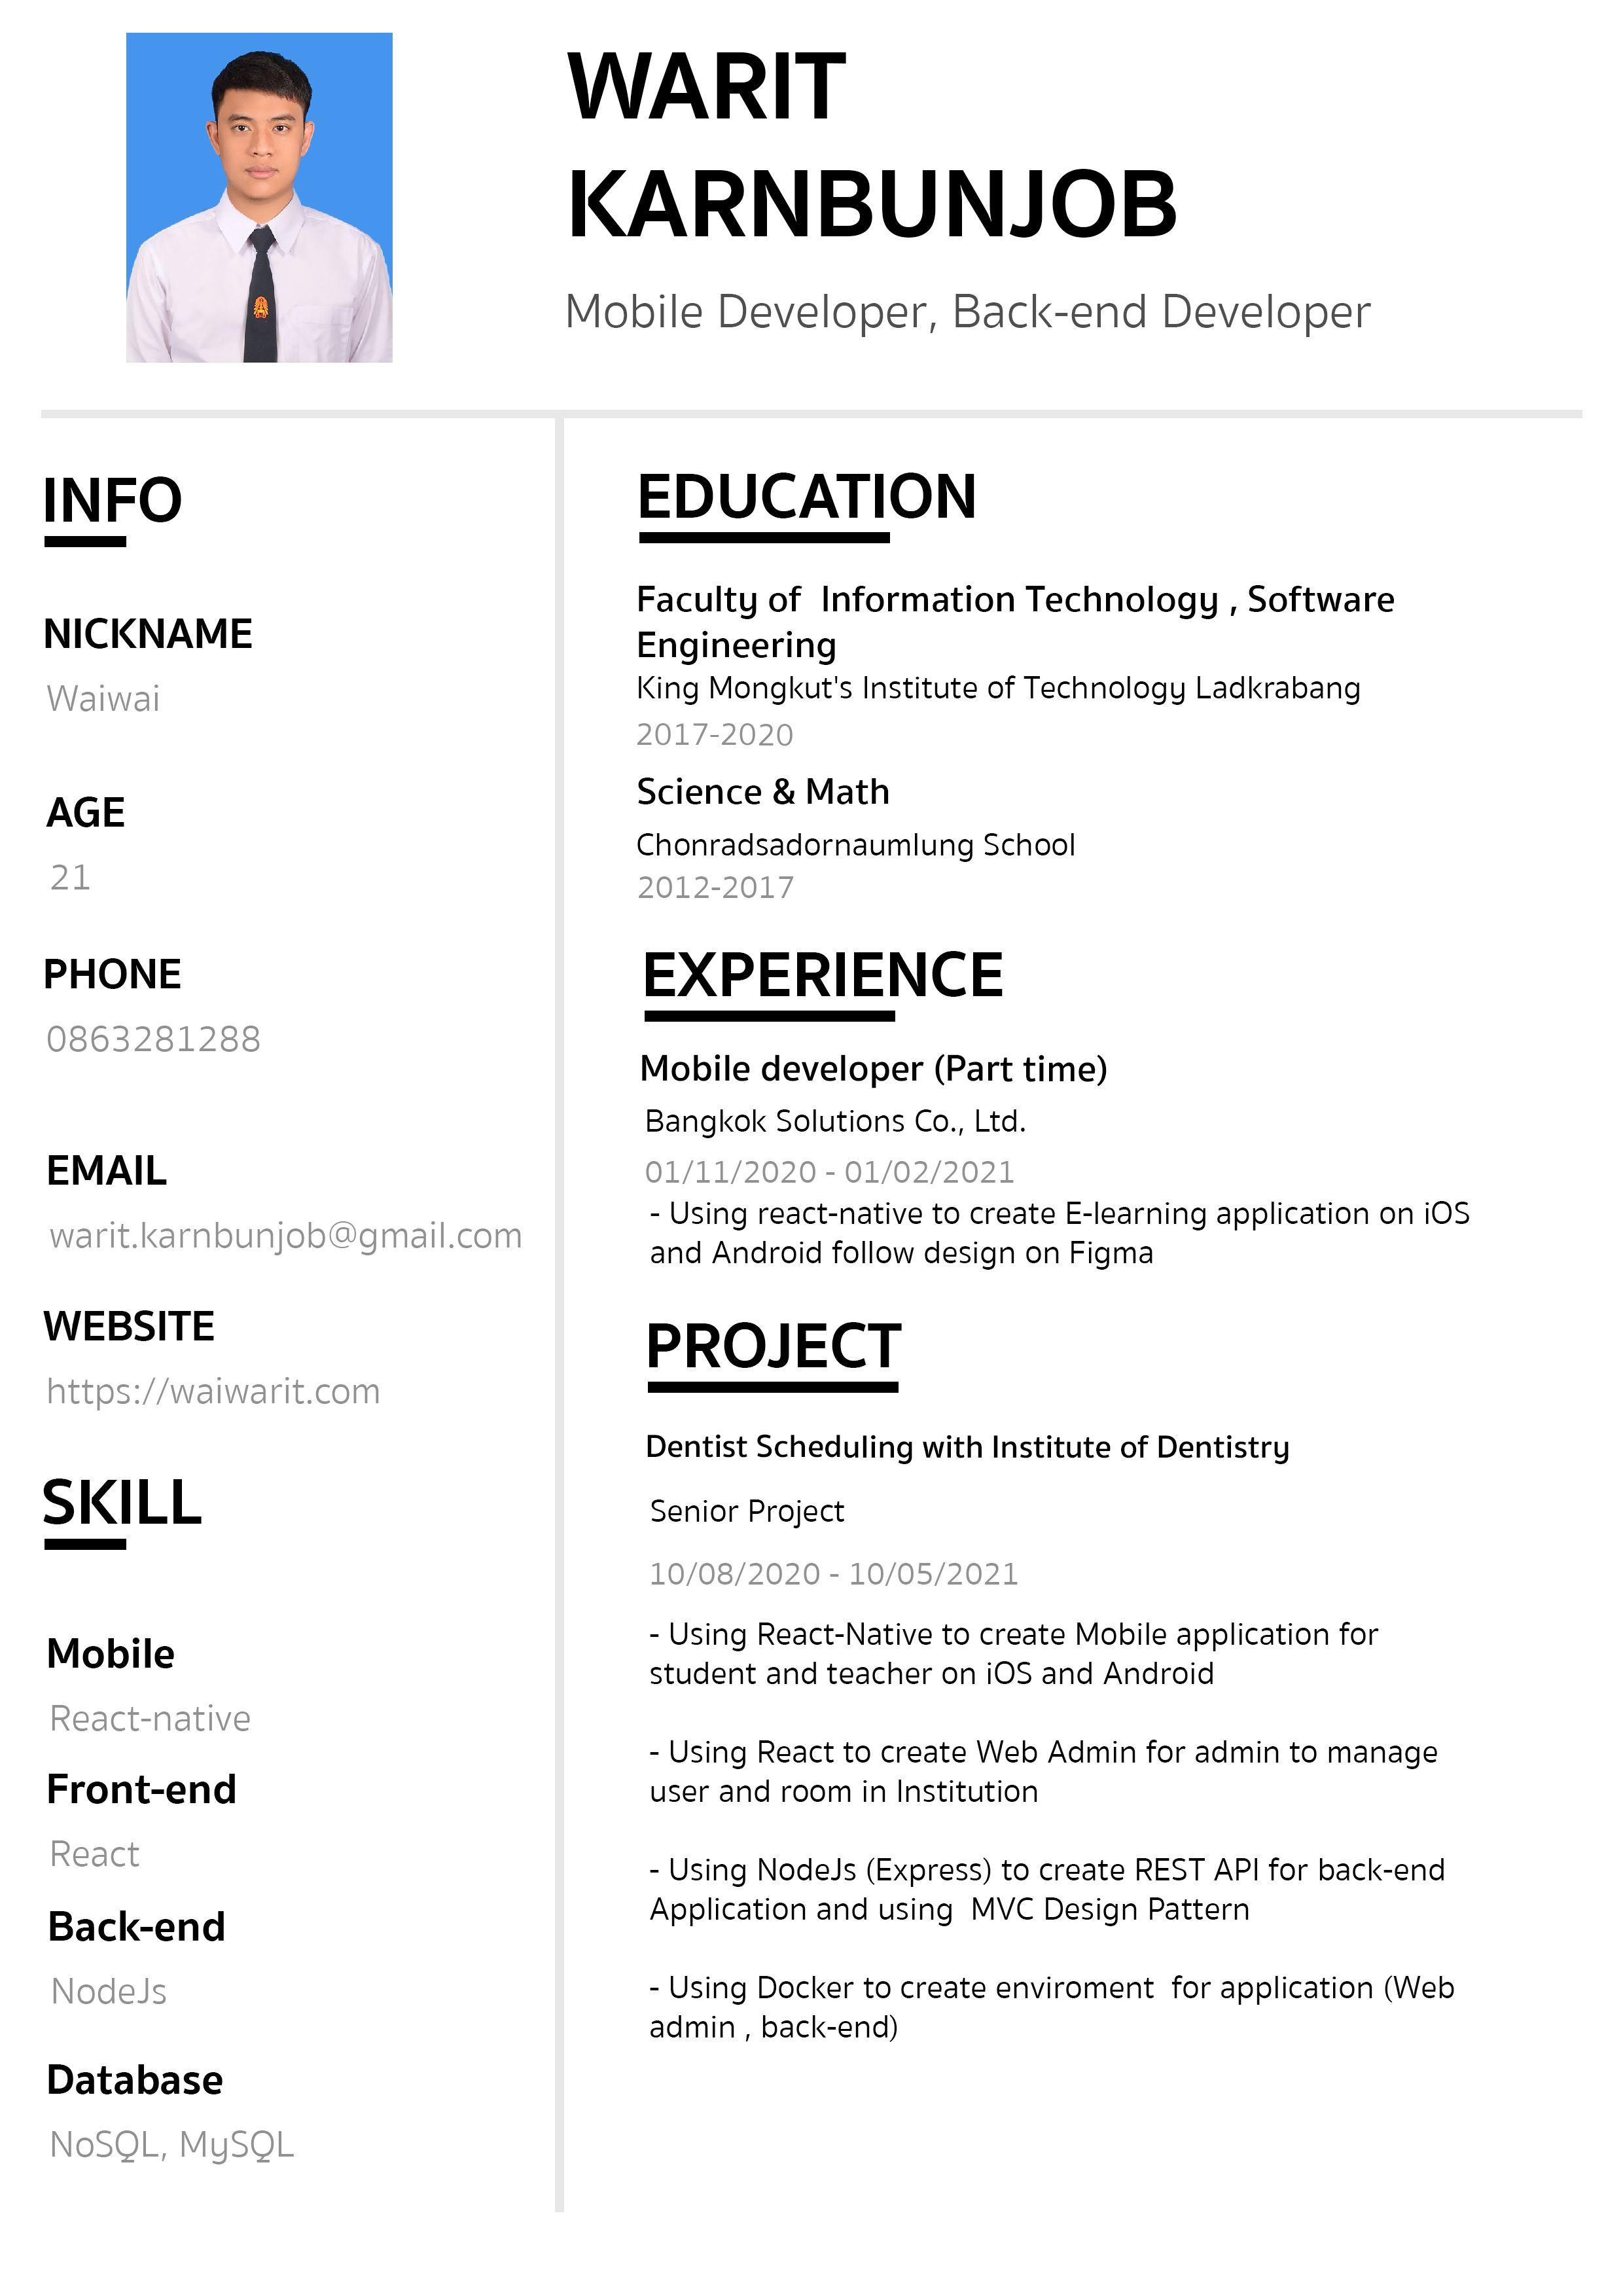 WARIT
KARNBUNJOB
Mobile Developer, Back-end Developer
INFO
NICKNAME
Waiwai
AGE
21
PHONE
0863281288
EMAIL
warit.karnbunjob@gmail.com
WEBSITE
https://waiwarit.com
SKILL
Mobile
React-native
Front-end
React
Back-end
NodeJs
Database
NoSQL, MySQL
EDUCATION
Faculty of  Information Technology , Software
Engineering
King Mongkut's Institute of Technology Ladkrabang
2017-2020
Science & Math
Chonradsadornaumlung School
2012-2017
EXPERIENCE
Mobile developer (Part time)
Bangkok Solutions Co., Ltd.
01/11/2020 - 01/02/2021
- Using react-native to create E-learning application on iOS
and Android follow design on Figma
PROJECT
Dentist Scheduling with Institute of Dentistry
Senior Project
10/08/2020 - 10/05/2021
- Using React-Native to create Mobile application for
student and teacher on iOS and Android
- Using React to create Web Admin for admin to manage
user and room in Institution
- Using NodeJs (Express) to create REST API for back-end
Application and using  MVC Design Pattern
- Using Docker to create enviroment  for application (Web
admin , back-end)